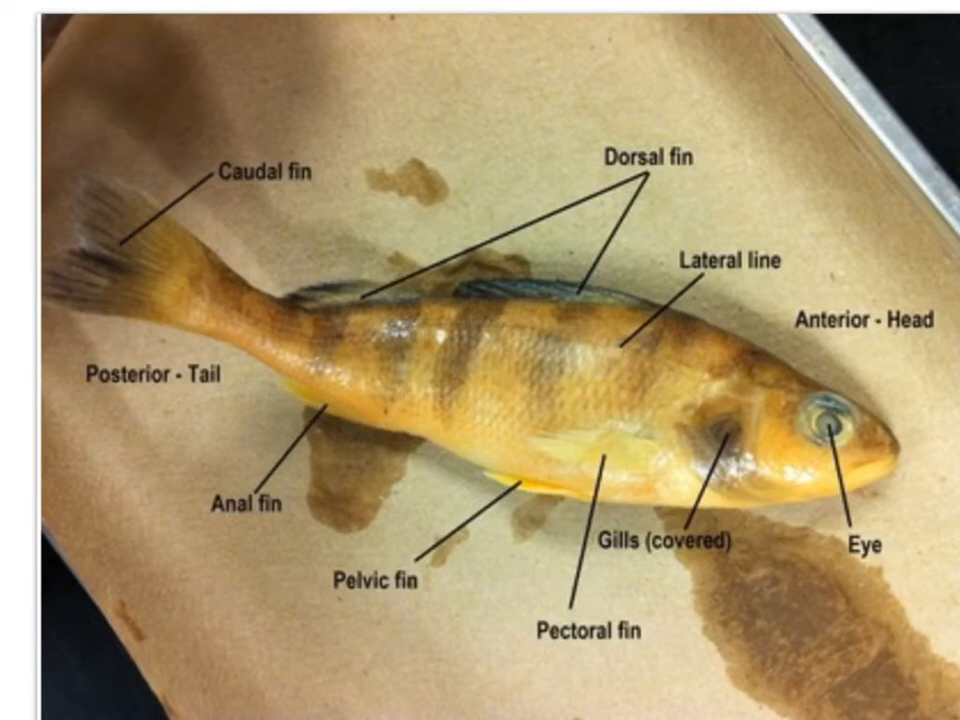 Dorsal fin
Caudal fin
Lateral line
Anterior - Head
Posterior - Tail
Anal fin
Gills (covered)
Eye
Pelvic fin
Pectoral fin